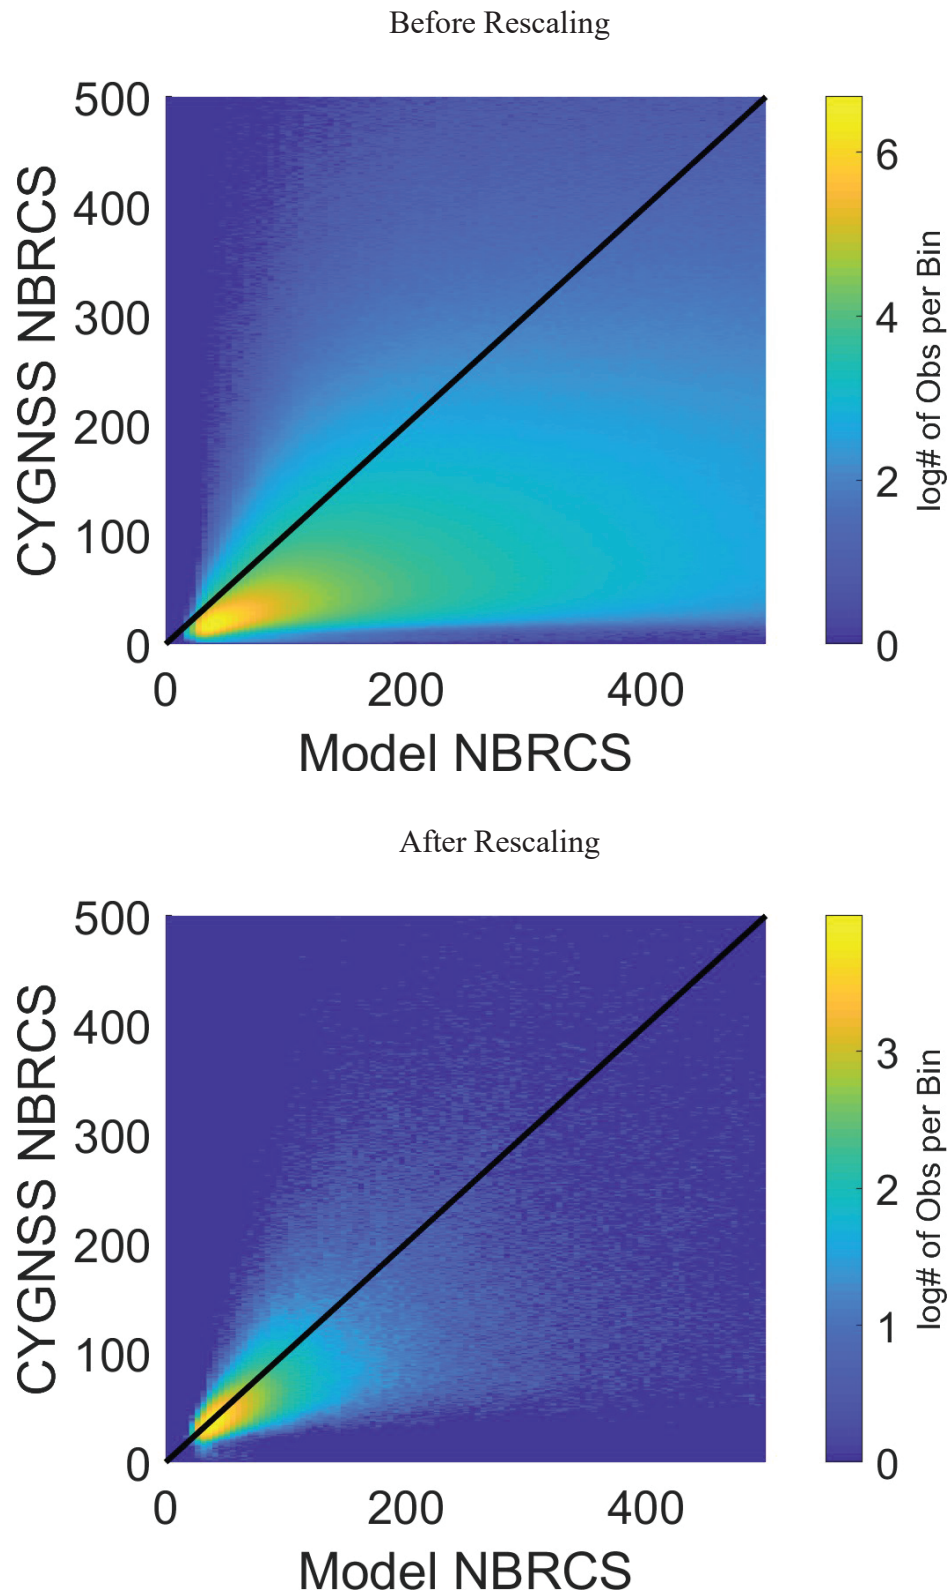 Before Rescaling
500
400
300
200
100
0
CYGNSS NBRCS
0 200 400
Model NBRCS
6
4
2
0
log# of Obs per Bin
After Rescaling
500
400
300
200
100
0
CYGNSS NBRCS
0 200 400
Model NBRCS
3
2
1
0
log# of Obs per Bin